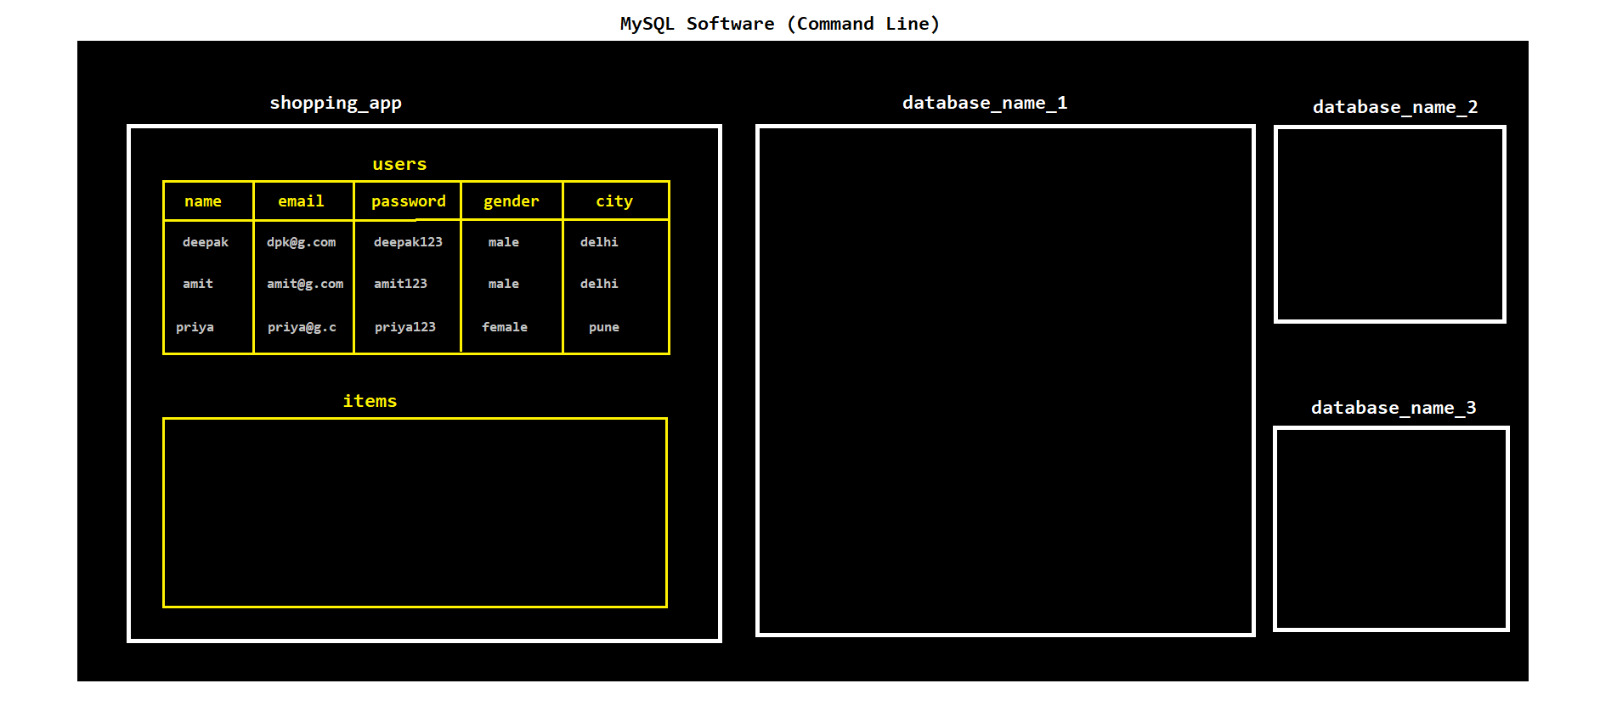 MySQL Software (Command Line)
shopping_app
users
name email password gender city
deepak dpk@g.com deepak123 male delhi
amit amit@g.com amit123 male delhi
priya priya@g.c priya123 female pune
items
database_name_1
database_name_2
database_name_3